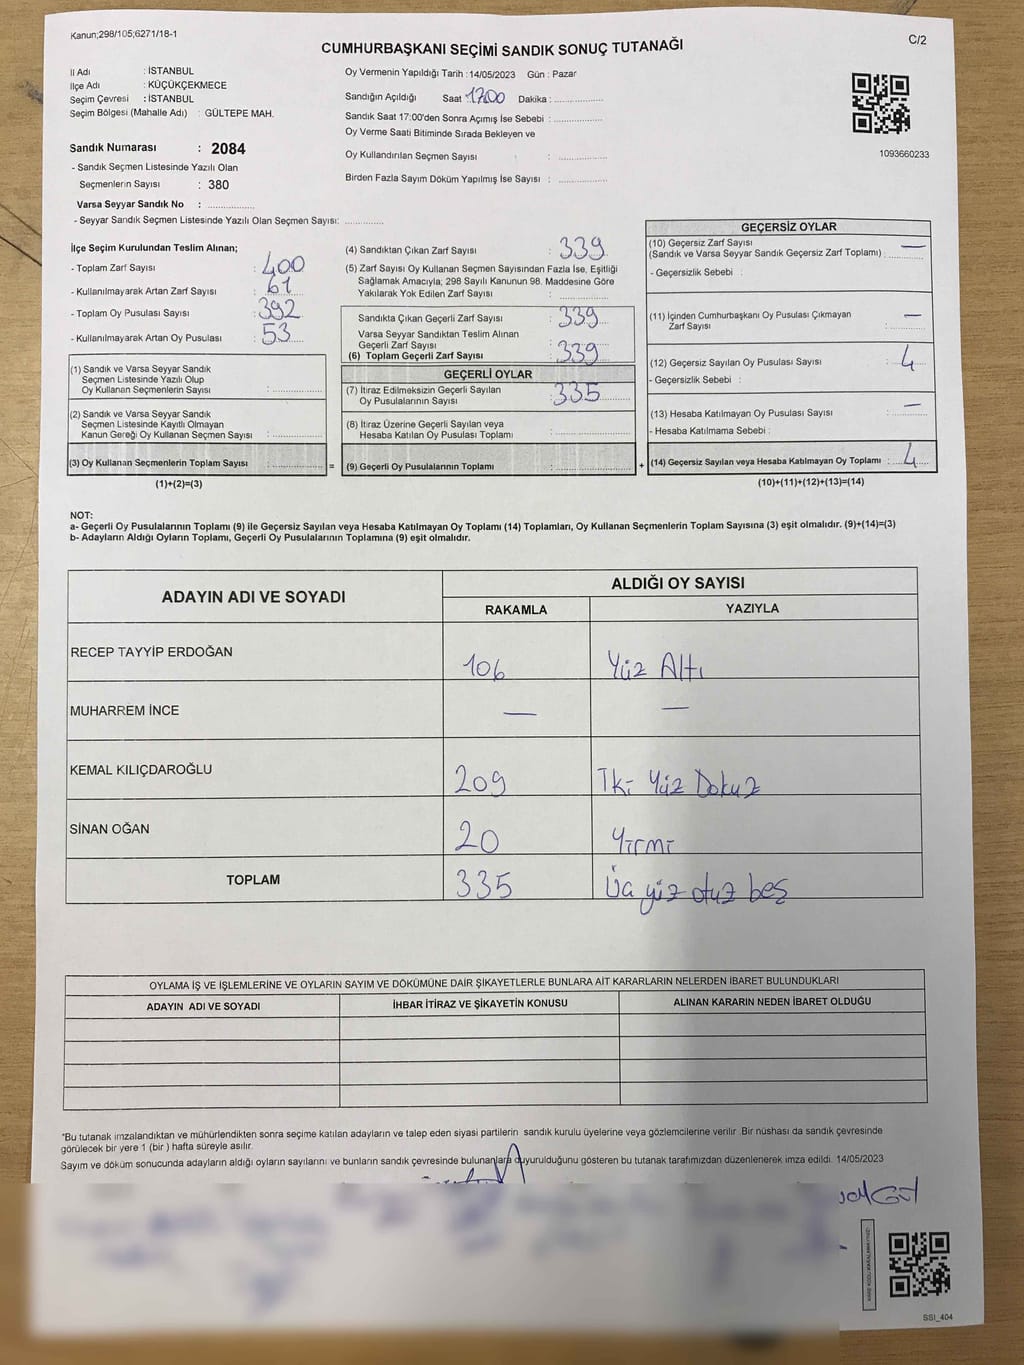 Kanun;298/105;6271/18-1
C/2
CUMHURBAŞKANI SEÇİMİ SANDIK SONUÇ TUTANAĞI
İl Adı : İSTANBUL
İlçe Adı : KÜÇÜKÇEKMECE
Seçim Çevresi : İSTANBUL
Seçim Bölgesi (Mahalle Adı) : GÜLTEPE MAH.
Sandık Numarası : 2084
- Sandık Seçmen Listesinde Yazılı Olan
Seçmenlerin Sayısı : 380
Varsa Seyyar Sandık No : ..............
- Seyyar Sandık Seçmen Listesinde Yazılı Olan Seçmen Sayısı: ............
Oy Vermenin Yapıldığı Tarih :14/05/2023 Gün : Pazar
Sandığın Açıldığı Saat 17.00 Dakika : ..............
Sandık Saat 17:00'den Sonra Açımış İse Sebebi : ..............
Oy Verme Saati Bitiminde Sırada Bekleyen ve
Oy Kullandırılan Seçmen Sayısı : ..............
Birden Fazla Sayım Döküm Yapılmış İse Sayısı : ..............
1093660233
İlçe Seçim Kurulundan Teslim Alınan;
- Toplam Zarf Sayısı : 400
- Kullanılmayarak Artan Zarf Sayısı : 61
- Toplam Oy Pusulası Sayısı : 392
- Kullanılmayarak Artan Oy Pusulası : 53
(1) Sandık ve Varsa Seyyar Sandık
Seçmen Listesinde Yazılı Olup
Oy Kullanan Seçmenlerin Sayısı : ..............
(2) Sandık ve Varsa Seyyar Sandık
Seçmen Listesinde Kayıtlı Olmayan
Kanun Gereği Oy Kullanan Seçmen Sayısı : ..............
(3) Oy Kullanan Seçmenlerin Toplam Sayısı : ..............
(1)+(2)=(3)
=
(4) Sandıktan Çıkan Zarf Sayısı : 339
(5) Zarf Sayısı Oy Kullanan Seçmen Sayısından Fazla İse, Eşitliği
Sağlamak Amacıyla; 298 Sayılı Kanunun 98. Maddesine Göre
Yakılarak Yok Edilen Zarf Sayısı : ..............
Sandıkta Çıkan Geçerli Zarf Sayısı : 339
Varsa Seyyar Sandıktan Teslim Alınan
Geçerli Zarf Sayısı : ..............
(6) Toplam Geçerli Zarf Sayısı 339
GEÇERLİ OYLAR
(7) İtiraz Edilmeksizin Geçerli Sayılan
Oy Pusulalarının Sayısı : 335
(8) İtiraz Üzerine Geçerli Sayılan veya
Hesaba Katılan Oy Pusulası Toplamı : ..............
(9) Geçerli Oy Pusulalarının Toplamı : ..............
+
GEÇERSİZ OYLAR
(10) Geçersiz Zarf Sayısı —
(Sandık ve Varsa Seyyar Sandık Geçersiz Zarf Toplamı) : ..........
- Geçersizlik Sebebi :
(11) İçinden Cumhurbaşkanı Oy Pusulası Çıkmayan —
Zarf Sayısı : ..........
(12) Geçersiz Sayılan Oy Pusulası Sayısı : 4
- Geçersizlik Sebebi :
(13) Hesaba Katılmayan Oy Pusulası Sayısı : —
- Hesaba Katılmama Sebebi :
(14) Geçersiz Sayılan veya Hesaba Katılmayan Oy Toplamı : 4
(10)+(11)+(12)+(13)=(14)
NOT:
a- Geçerli Oy Pusulalarının Toplamı (9) ile Geçersiz Sayılan veya Hesaba Katılmayan Oy Toplamı (14) Toplamları, Oy Kullanan Seçmenlerin Toplam Sayısına (3) eşit olmalıdır. (9)+(14)=(3)
b- Adayların Aldığı Oyların Toplamı, Geçerli Oy Pusulalarının Toplamına (9) eşit olmalıdır.
ADAYIN ADI VE SOYADI
ALDIĞI OY SAYISI
RAKAMLA YAZIYLA
RECEP TAYYİP ERDOĞAN 106 Yüz Altı
MUHARREM İNCE — —
KEMAL KILIÇDAROĞLU 209 İki Yüz Dokuz
SİNAN OĞAN 20 Yirmi
TOPLAM 335 Üç yüz otuz beş
OYLAMA İŞ VE İŞLEMLERİNE VE OYLARIN SAYIM VE DÖKÜMÜNE DAİR ŞİKAYETLERLE BUNLARA AİT KARARLARIN NELERDEN İBARET BULUNDUKLARI
ADAYIN ADI VE SOYADI İHBAR İTİRAZ VE ŞİKAYETİN KONUSU ALINAN KARARIN NEDEN İBARET OLDUĞU
*Bu tutanak imzalandıktan ve mühürlendikten sonra seçime katılan adayların ve talep eden siyasi partilerin sandık kurulu üyelerine veya gözlemcilerine verilir .Bir nüshası da sandık çevresinde
görülecek bir yere 1 (bir ) hafta süreyle asılır.
Sayım ve döküm sonucunda adayların aldığı oyların sayılarını ve bunların sandık çevresinde bulunanlara duyurulduğunu gösteren bu tutanak tarafımızdan düzenlenerek imza edildi. 14/05/2023
SSI_404